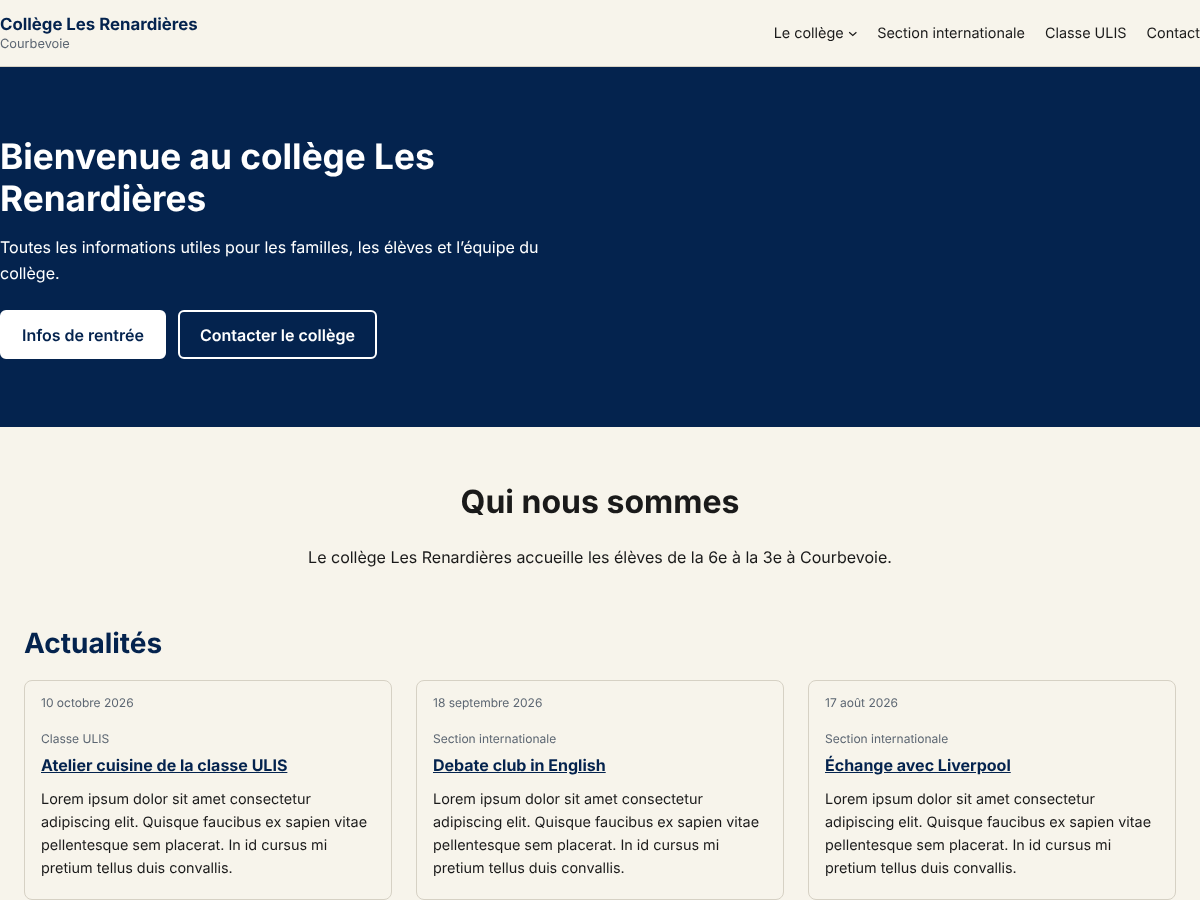 Collège Les Renardières
Courbevoie
Le collège
Section internationale
Classe ULIS
Contact
Bienvenue au collège Les
Renardières
Toutes les informations utiles pour les familles, les élèves et l’équipe du
collège.
Infos de rentrée
Contacter le collège
Qui nous sommes
Le collège Les Renardières accueille les élèves de la 6e à la 3e à Courbevoie.
Actualités
10 octobre 2026
Classe ULIS
Atelier cuisine de la classe ULIS
Lorem ipsum dolor sit amet consectetur
adipiscing elit. Quisque faucibus ex sapien vitae
pellentesque sem placerat. In id cursus mi
pretium tellus duis convallis.
18 septembre 2026
Section internationale
Debate club in English
Lorem ipsum dolor sit amet consectetur
adipiscing elit. Quisque faucibus ex sapien vitae
pellentesque sem placerat. In id cursus mi
pretium tellus duis convallis.
17 août 2026
Section internationale
Échange avec Liverpool
Lorem ipsum dolor sit amet consectetur
adipiscing elit. Quisque faucibus ex sapien vitae
pellentesque sem placerat. In id cursus mi
pretium tellus duis convallis.